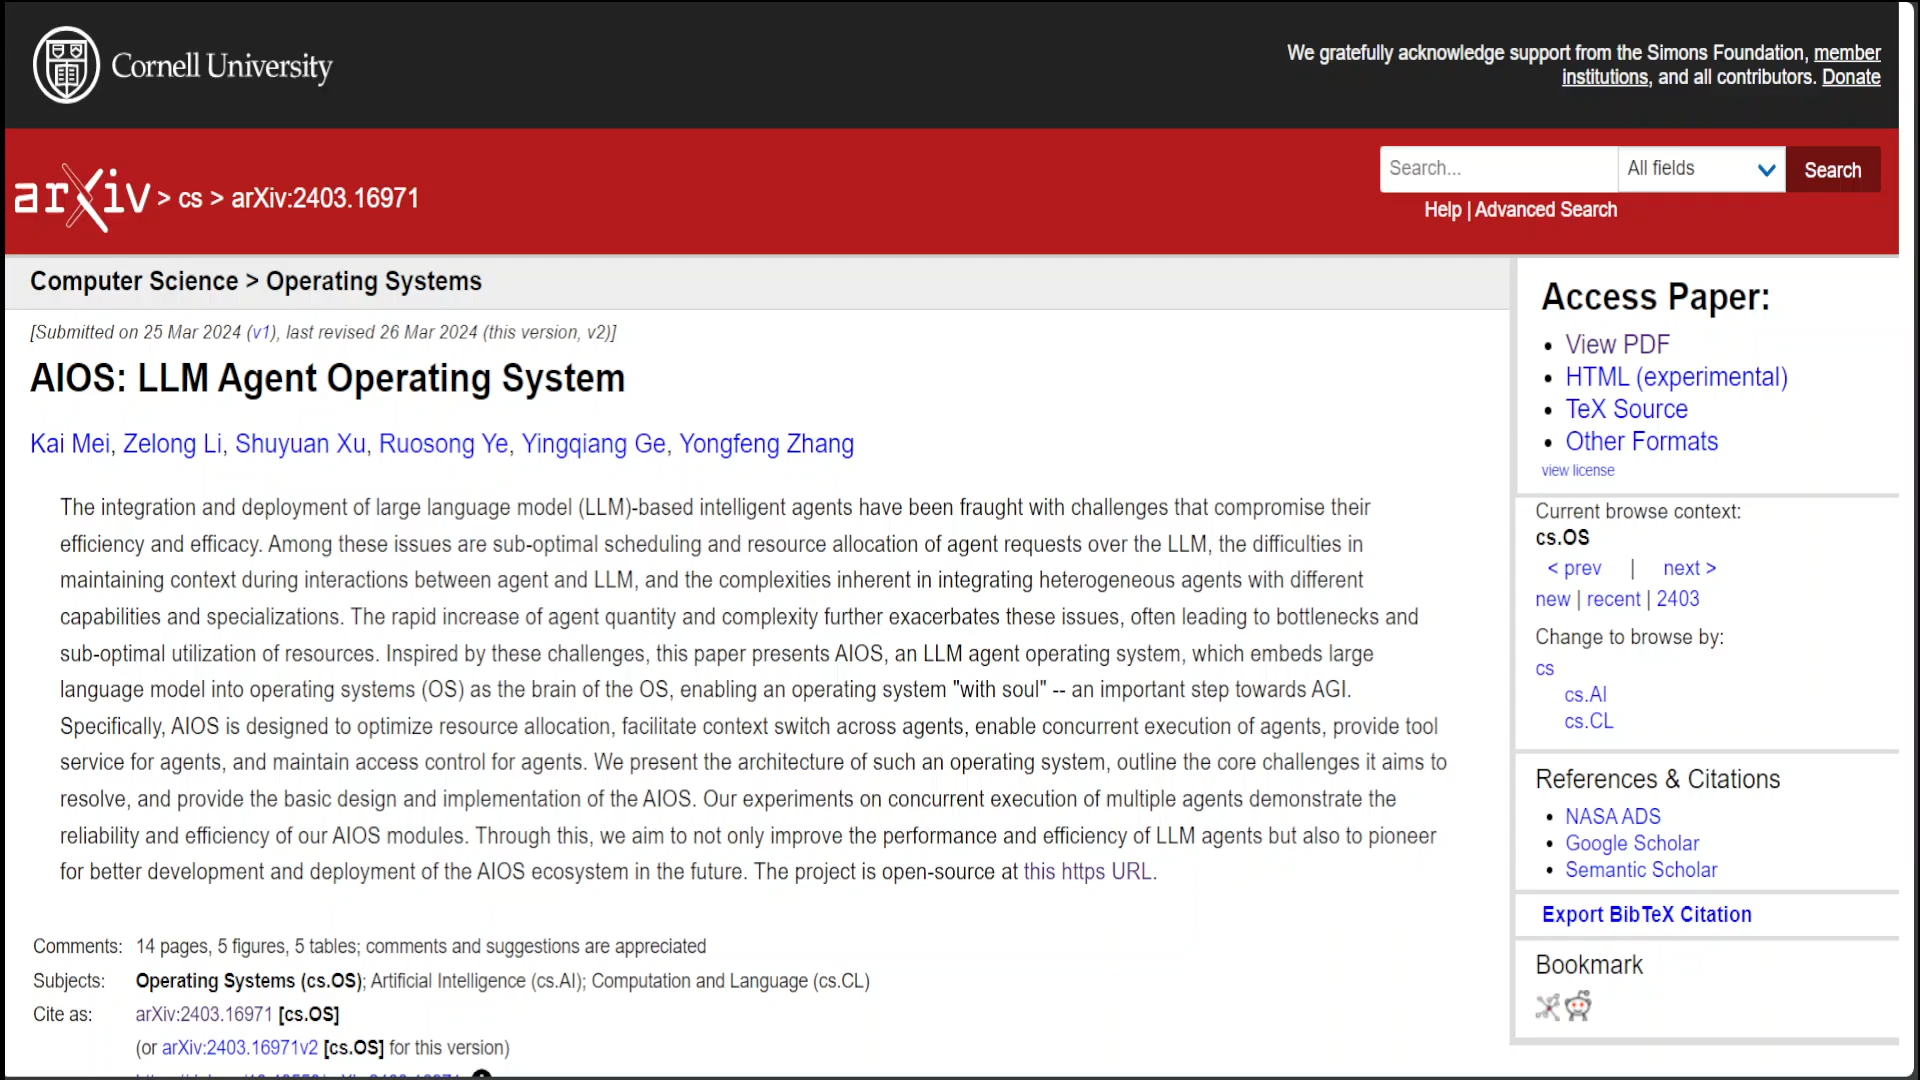 Cornell University
We gratefully acknowledge support from the Simons Foundation, member
institutions, and all contributors. Donate
arXiv > cs > arXiv:2403.16971
Search...
All fields
Search
Help | Advanced Search
Computer Science > Operating Systems
[Submitted on 25 Mar 2024 (v1), last revised 26 Mar 2024 (this version, v2)]
AIOS: LLM Agent Operating System
Kai Mei, Zelong Li, Shuyuan Xu, Ruosong Ye, Yingqiang Ge, Yongfeng Zhang
The integration and deployment of large language model (LLM)-based intelligent agents have been fraught with challenges that compromise their
efficiency and efficacy. Among these issues are sub-optimal scheduling and resource allocation of agent requests over the LLM, the difficulties in
maintaining context during interactions between agent and LLM, and the complexities inherent in integrating heterogeneous agents with different
capabilities and specializations. The rapid increase of agent quantity and complexity further exacerbates these issues, often leading to bottlenecks and
sub-optimal utilization of resources. Inspired by these challenges, this paper presents AIOS, an LLM agent operating system, which embeds large
language model into operating systems (OS) as the brain of the OS, enabling an operating system "with soul" -- an important step towards AGI.
Specifically, AIOS is designed to optimize resource allocation, facilitate context switch across agents, enable concurrent execution of agents, provide tool
service for agents, and maintain access control for agents. We present the architecture of such an operating system, outline the core challenges it aims to
resolve, and provide the basic design and implementation of the AIOS. Our experiments on concurrent execution of multiple agents demonstrate the
reliability and efficiency of our AIOS modules. Through this, we aim to not only improve the performance and efficiency of LLM agents but also to pioneer
for better development and deployment of the AIOS ecosystem in the future. The project is open-source at this https URL.
Comments: 14 pages, 5 figures, 5 tables; comments and suggestions are appreciated
Subjects: Operating Systems (cs.OS); Artificial Intelligence (cs.AI); Computation and Language (cs.CL)
Cite as: arXiv:2403.16971 [cs.OS]
(or arXiv:2403.16971v2 [cs.OS] for this version)
Access Paper:
• View PDF
• HTML (experimental)
• TeX Source
• Other Formats
view license
Current browse context:
cs.OS
< prev | next >
new | recent | 2403
Change to browse by:
cs
cs.AI
cs.CL
References & Citations
• NASA ADS
• Google Scholar
• Semantic Scholar
Export BibTeX Citation
Bookmark